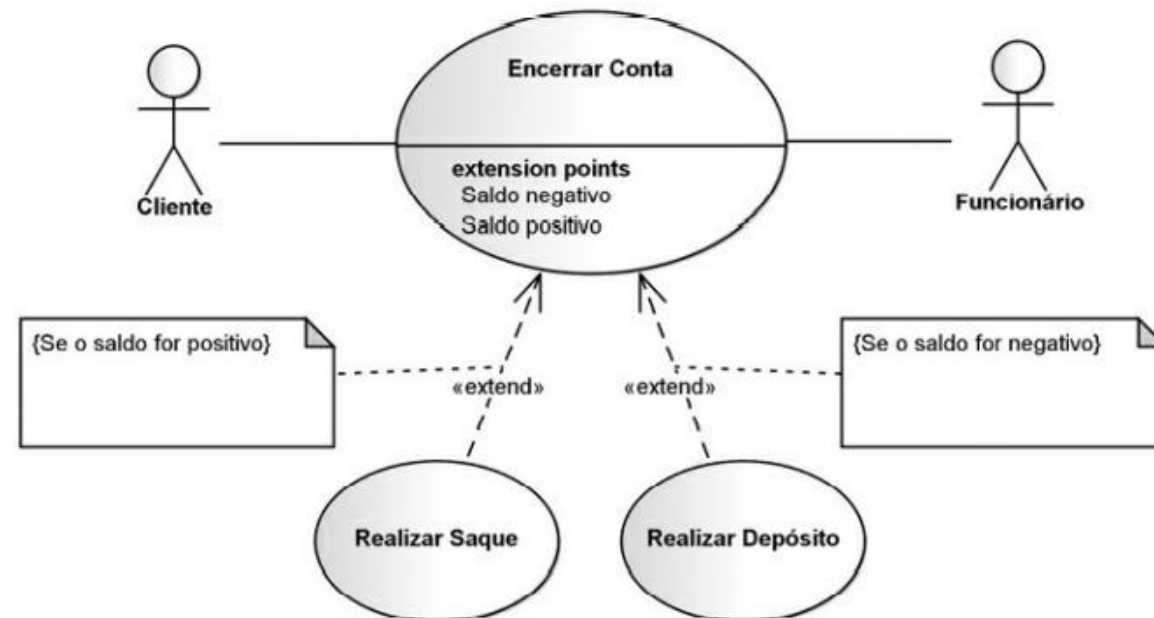 Encerrar Conta
extension points
Saldo negativo
Saldo positivo
Cliente
Funcionário
{Se o saldo for positivo}
{Se o saldo for negativo}
«extend»
«extend»
Realizar Saque
Realizar Depósito